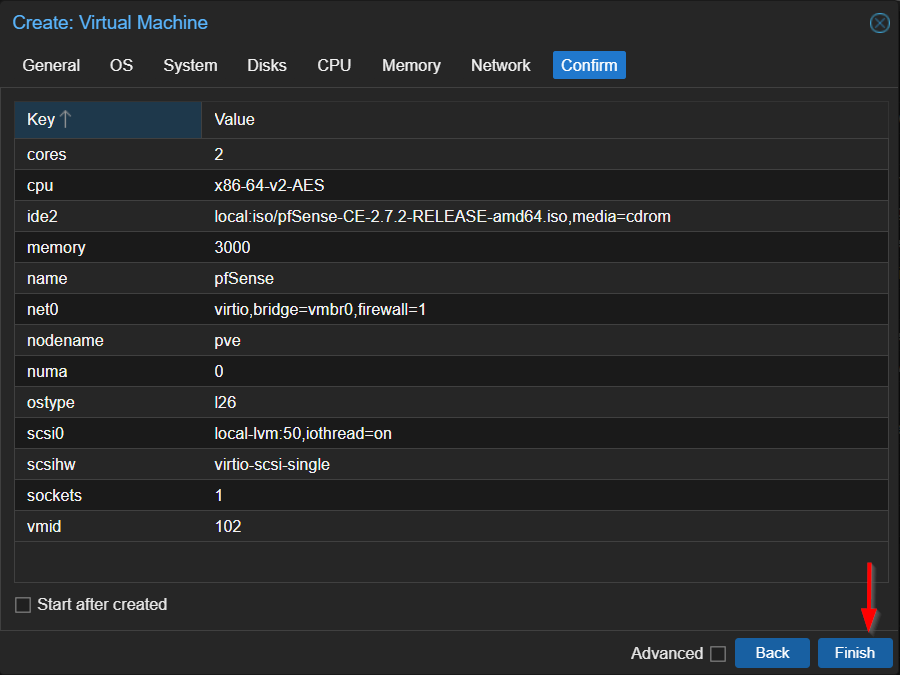 Create: Virtual Machine
General OS System Disks CPU Memory Network Confirm
Key Value
cores 2
cpu x86-64-v2-AES
ide2 local:iso/pfSense-CE-2.7.2-RELEASE-amd64.iso,media=cdrom
memory 3000
name pfSense
net0 virtio,bridge=vmbr0,firewall=1
nodename pve
numa 0
ostype l26
scsi0 local-lvm:50,iothread=on
scsihw virtio-scsi-single
sockets 1
vmid 102
Start after created
Advanced Back Finish